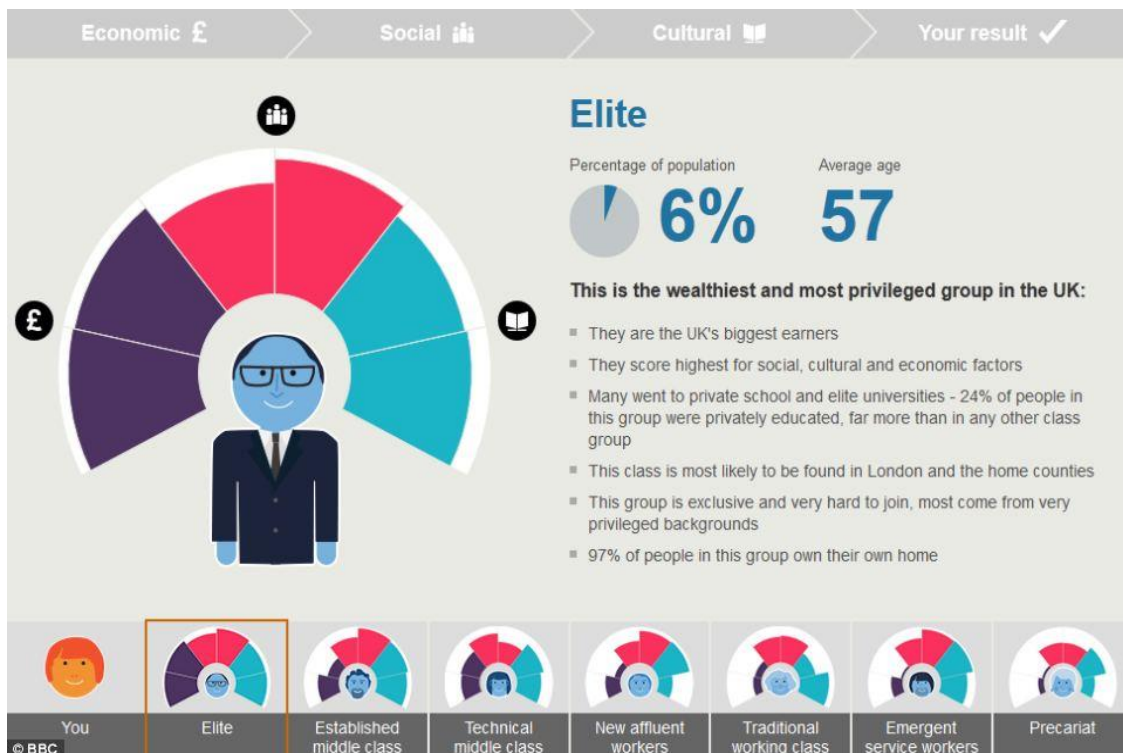 Economic £
Social
Cultural
Your result
£
Elite
Percentage of population
Average age
6%
57
This is the wealthiest and most privileged group in the UK:
They are the UK's biggest earners
They score highest for social, cultural and economic factors
Many went to private school and elite universities - 24% of people in
this group were privately educated, far more than in any other class
group
This class is most likely to be found in London and the home counties
This group is exclusive and very hard to join, most come from very
privileged backgrounds
97% of people in this group own their own home
You
Elite
Established
middle class
Technical
middle class
New affluent
workers
Traditional
working class
Emergent
service workers
Precariat
© BBC